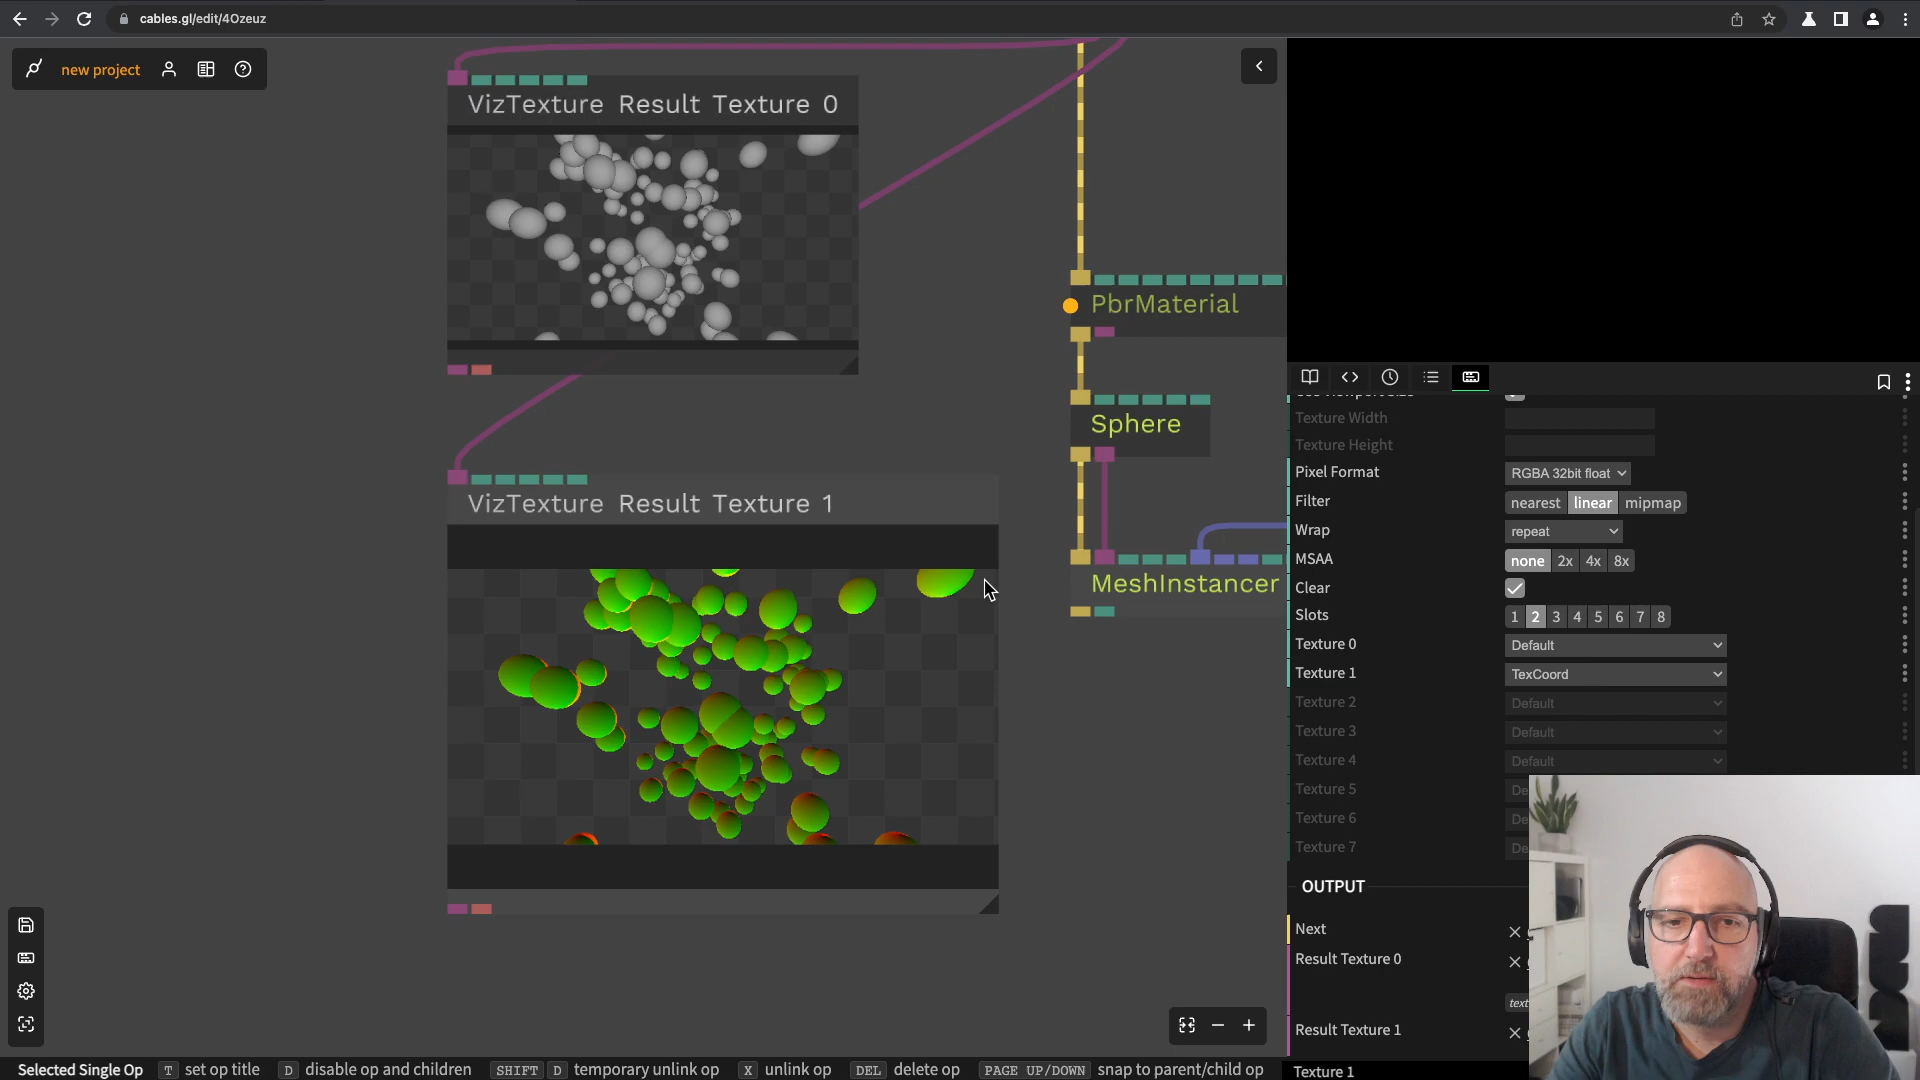 cables.gl/edit/4Ozeuz
new project
VizTexture Result Texture 0
PbrMaterial
Sphere
VizTexture Result Texture 1
MeshInstancer
Texture Width
Texture Height
Pixel Format RGBA 32bit float
Filter nearest linear mipmap
Wrap repeat
MSAA none 2x 4x 8x
Clear
Slots 1 2 3 4 5 6 7 8
Texture 0 Default
Texture 1 TexCoord
Texture 2 Default
Texture 3 Default
Texture 4 Default
Texture 5 De
Texture 6 De
Texture 7 De
OUTPUT
Next
Result Texture 0
text
Result Texture 1
Selected Single Op T set op title D disable op and children SHIFT D temporary unlink op X unlink op DEL delete op PAGE UP/DOWN snap to parent/child op
Texture 1